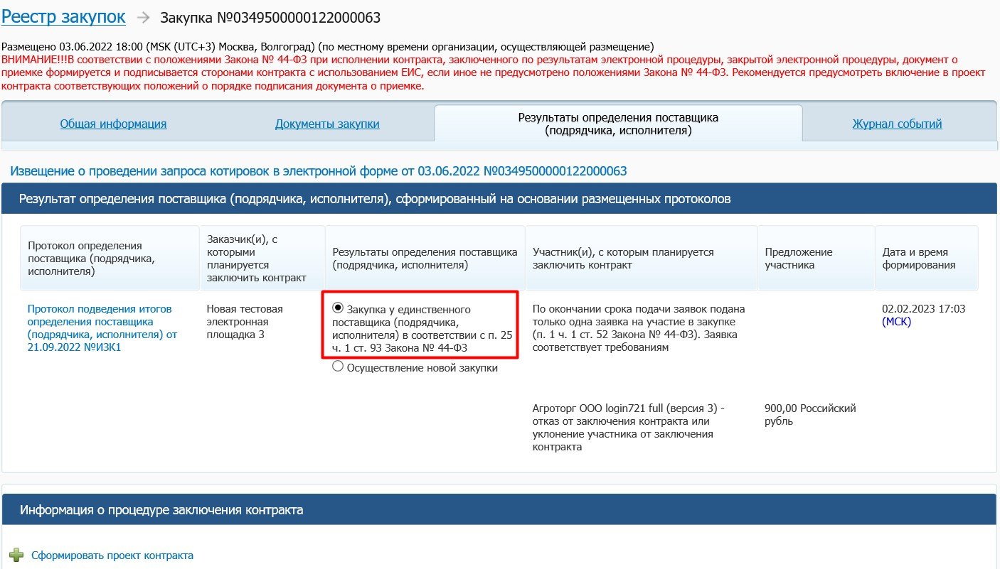 Реестр закупок → Закупка №0349500000122000063
Размещено 03.06.2022 18:00 (MSK (UTC+3) Москва, Волгоград) (по местному времени организации, осуществляющей размещение)
ВНИМАНИЕ!!!В соответствии с положениями Закона № 44-ФЗ при исполнении контракта, заключенного по результатам электронной процедуры, закрытой электронной процедуры, документ о
приемке формируется и подписывается сторонами контракта с использованием ЕИС, если иное не предусмотрено положениями Закона № 44-ФЗ. Рекомендуется предусмотреть включение в проект
контракта соответствующих положений о порядке подписания документа о приемке.
Общая информация
Документы закупки
Результаты определения поставщика
(подрядчика, исполнителя)
Журнал событий
Извещение о проведении запроса котировок в электронной форме от 03.06.2022 №0349500000122000063
Результат определения поставщика (подрядчика, исполнителя), сформированный на основании размещенных протоколов
Протокол определения
поставщика (подрядчика,
исполнителя)
Заказчик(и), с
которыми
планируется
заключить контракт
Результаты определения поставщика
(подрядчика, исполнителя)
Участник(и), с которым планируется
заключить контракт
Предложение
участника
Дата и время
формирования
Протокол подведения итогов
определения поставщика
(подрядчика, исполнителя) от
21.09.2022 №ИЗК1
Новая тестовая
электронная
площадка 3
Закупка у единственного
поставщика (подрядчика,
исполнителя) в соответствии с п. 25
ч. 1 ст. 93 Закона № 44-ФЗ
Осуществление новой закупки
По окончании срока подачи заявок подана
только одна заявка на участие в закупке
(п. 1 ч. 1 ст. 52 Закона № 44-ФЗ). Заявка
соответствует требованиям
02.02.2023 17:03
(МСК)
Агроторг ООО login721 full (версия 3) -
отказ от заключения контракта или
уклонение участника от заключения
контракта
900,00 Российский
рубль
Информация о процедуре заключения контракта
Сформировать проект контракта